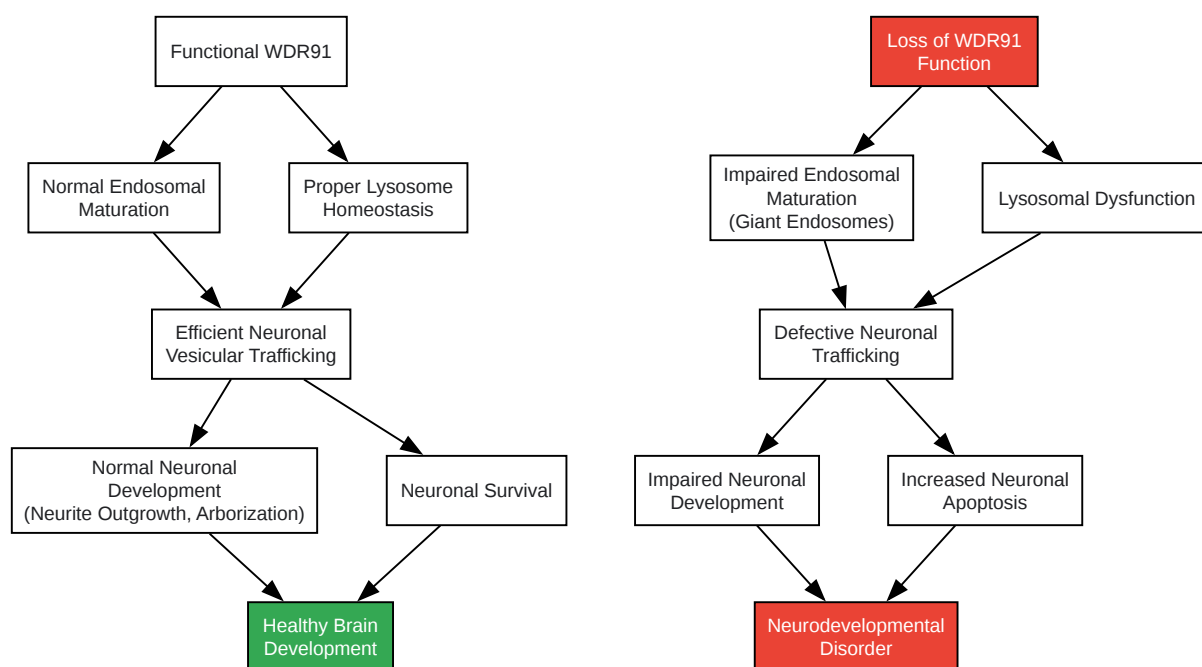 Functional WDR91
Normal Endosomal
Maturation
Proper Lysosome
Homeostasis
Efficient Neuronal
Vesicular Trafficking
Normal Neuronal
Development
(Neurite Outgrowth, Arborization)
Neuronal Survival
Healthy Brain
Development
Loss of WDR91
Function
Impaired Endosomal
Maturation
(Giant Endosomes)
Lysosomal Dysfunction
Defective Neuronal
Trafficking
Impaired Neuronal
Development
Increased Neuronal
Apoptosis
Neurodevelopmental
Disorder